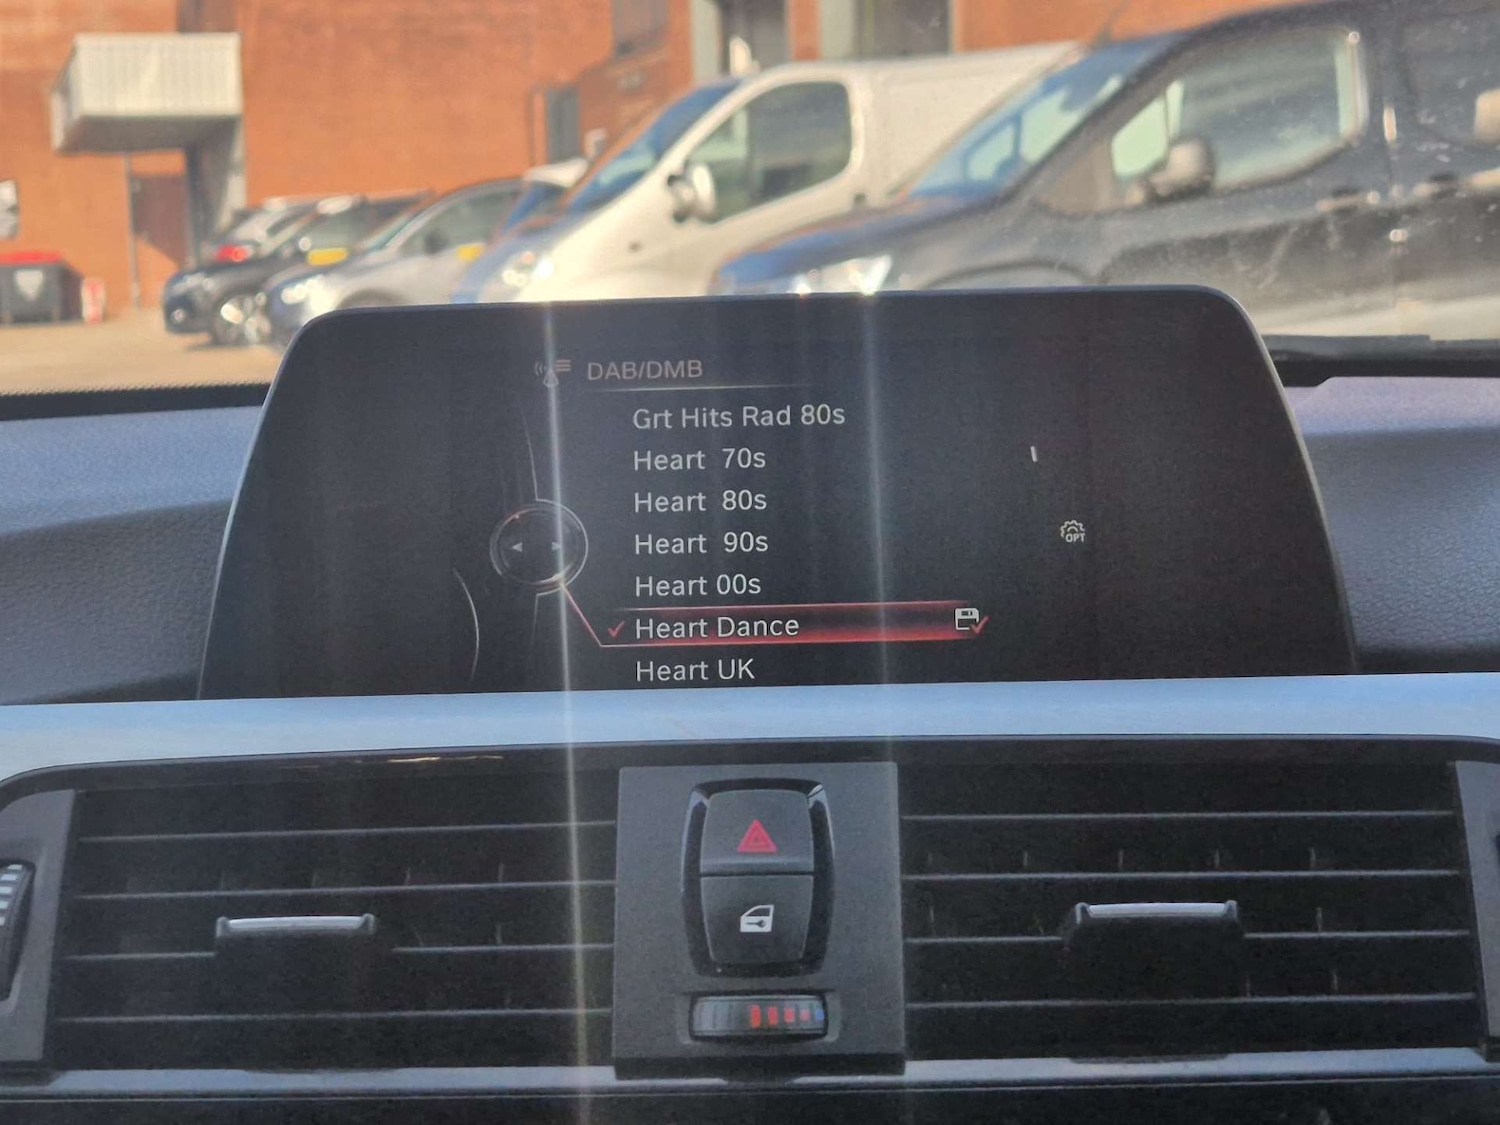 DAB/DMB
Grt Hits Rad 80s
Heart  70s
Heart  80s
Heart  90s
Heart 00s
Heart Dance
Heart UK
OPT